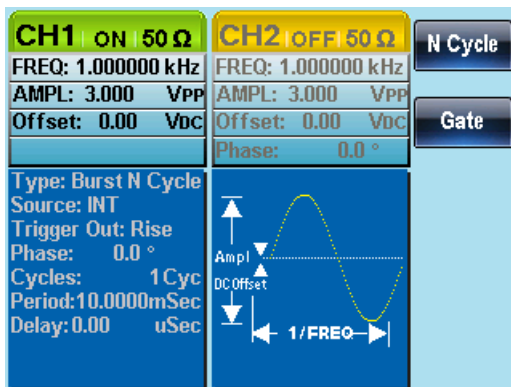 CH1 ON 50 Ω
FREQ: 1.000000 kHz
AMPL: 3.000 VPP
Offset: 0.00 VDC
CH2 OFF 50 Ω
FREQ: 1.000000 kHz
AMPL: 3.000 VPP
Offset: 0.00 VDC
Phase: 0.0 °
N Cycle
Gate
Type: Burst N Cycle
Source: INT
Trigger Out: Rise
Phase: 0.0 °
Cycles: 1 Cyc
Period:10.0000mSec
Delay:0.00 uSec
Ampl
DC Offset
1/FREQ